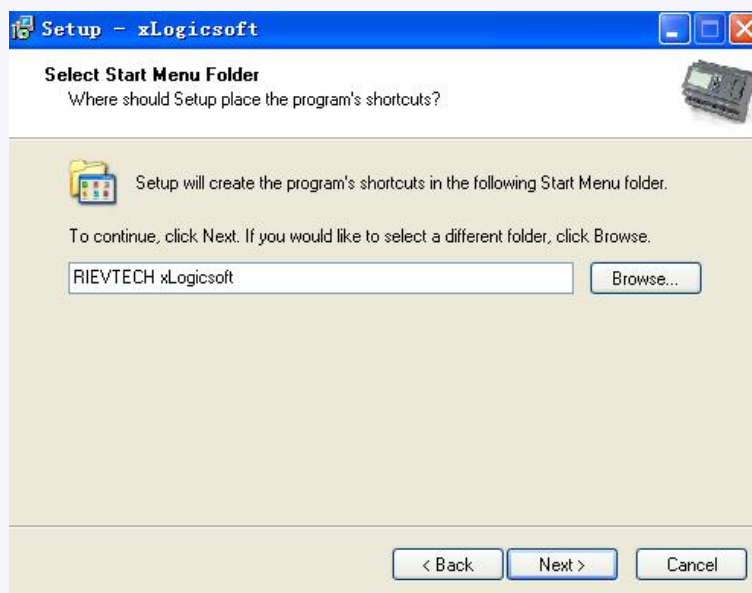 Setup - xLogicsoft
Select Start Menu Folder
Where should Setup place the program's shortcuts?
Setup will create the program's shortcuts in the following Start Menu folder.
To continue, click Next. If you would like to select a different folder, click Browse.
RIEVTECH xLogicsoft
Browse...
< Back
Next >
Cancel